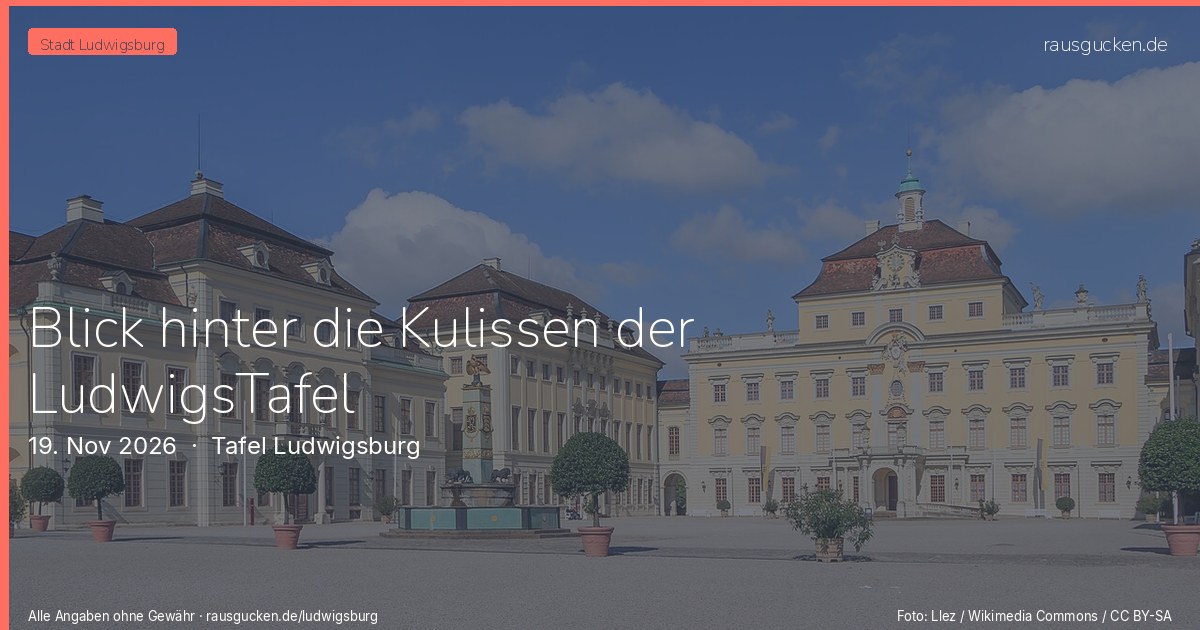 Stadt Ludwigsburg
rausgucken.de
Blick hinter die Kulissen der
LudwigsTafel
19. Nov 2026 · Tafel Ludwigsburg
Alle Angaben ohne Gewähr · rausgucken.de/ludwigsburg
Foto: Llez / Wikimedia Commons / CC BY-SA